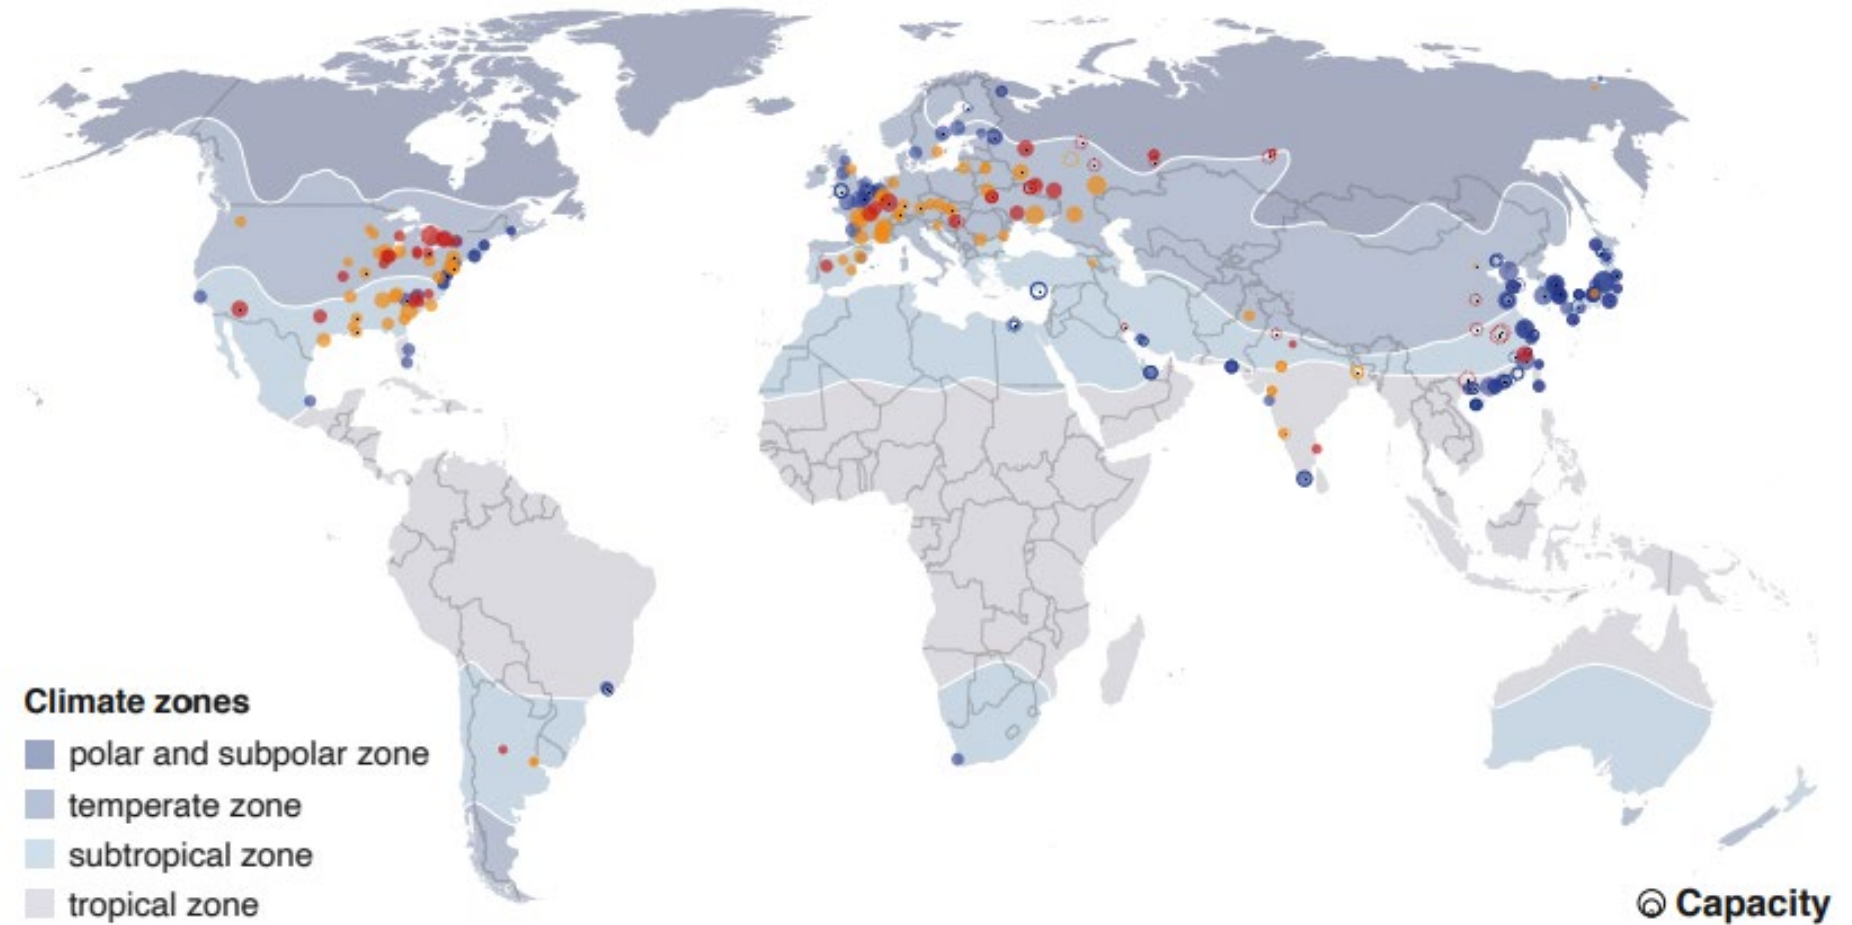 Climate zones
polar and subpolar zone
temperate zone
subtropical zone
tropical zone
Capacity